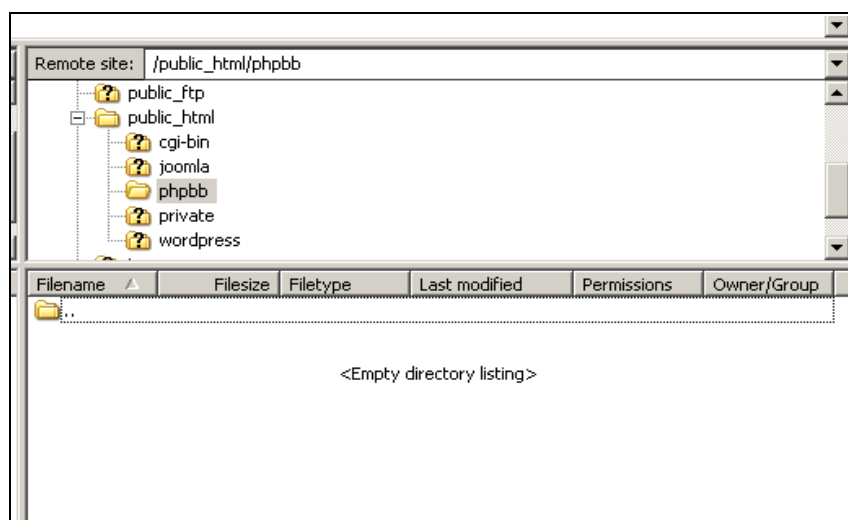 Remote site: /public_html/phpbb
public_ftp
public_html
cgi-bin
joomla
phpbb
private
wordpress
Filename Filesize Filetype Last modified Permissions Owner/Group
..
<Empty directory listing>